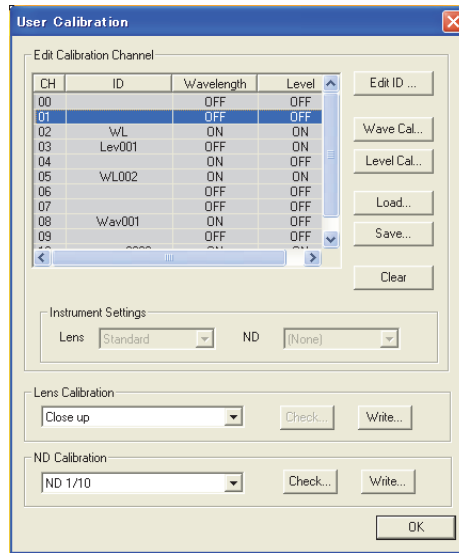 User Calibration
Edit Calibration Channel
CH ID Wavelength Level
00 OFF OFF
01 OFF OFF
02 WL ON ON
03 Lev001 ON ON
04 ON ON
05 WL002 ON ON
06 OFF OFF
07 OFF OFF
08 Wav001 ON ON
09 OFF OFF
Edit ID ...
Wave Cal...
Level Cal...
Load...
Save...
Clear
Instrument Settings
Lens Standard ND (None)
Lens Calibration
Close up Check... Write...
ND Calibration
ND 1/10 Check... Write...
OK